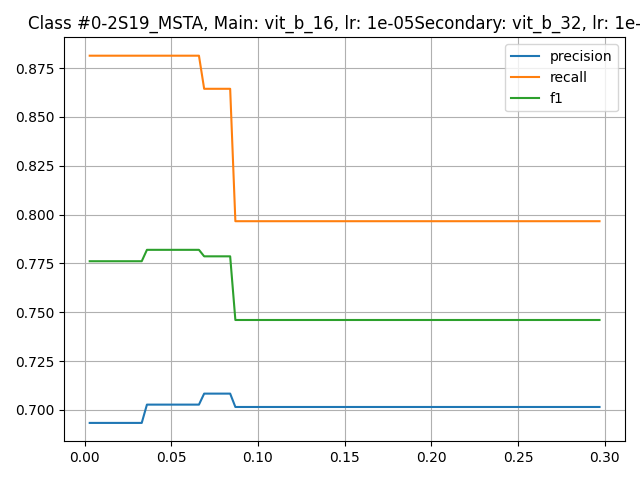 Class #0-2S19_MSTA, Main: vit_b_16, lr: 1e-05Secondary: vit_b_32, lr: 1e-
precision
recall
f1
0.875
0.850
0.825
0.800
0.775
0.750
0.725
0.700
0.00 0.05 0.10 0.15 0.20 0.25 0.30